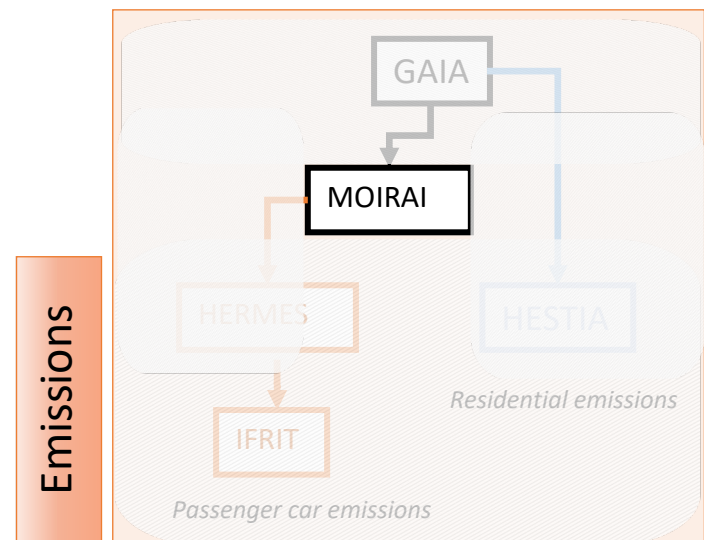 GAIA
MOIRAI
HERMES
HESTIA
Emissions
Residential emissions
IFRIT
Passenger car emissions